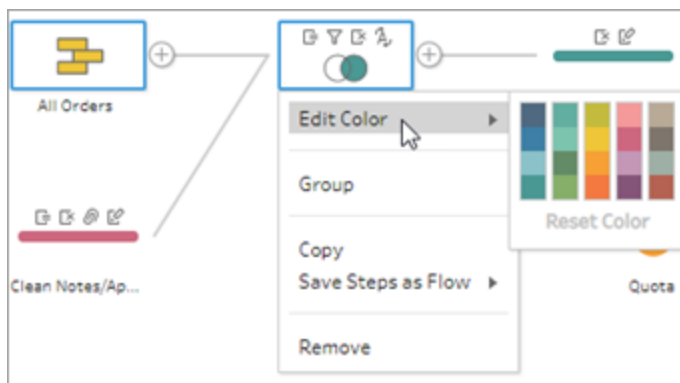 All Orders
Edit Color
Reset Color
Group
Copy
Save Steps as Flow
Remove
Clean Notes/Ap...
Quota